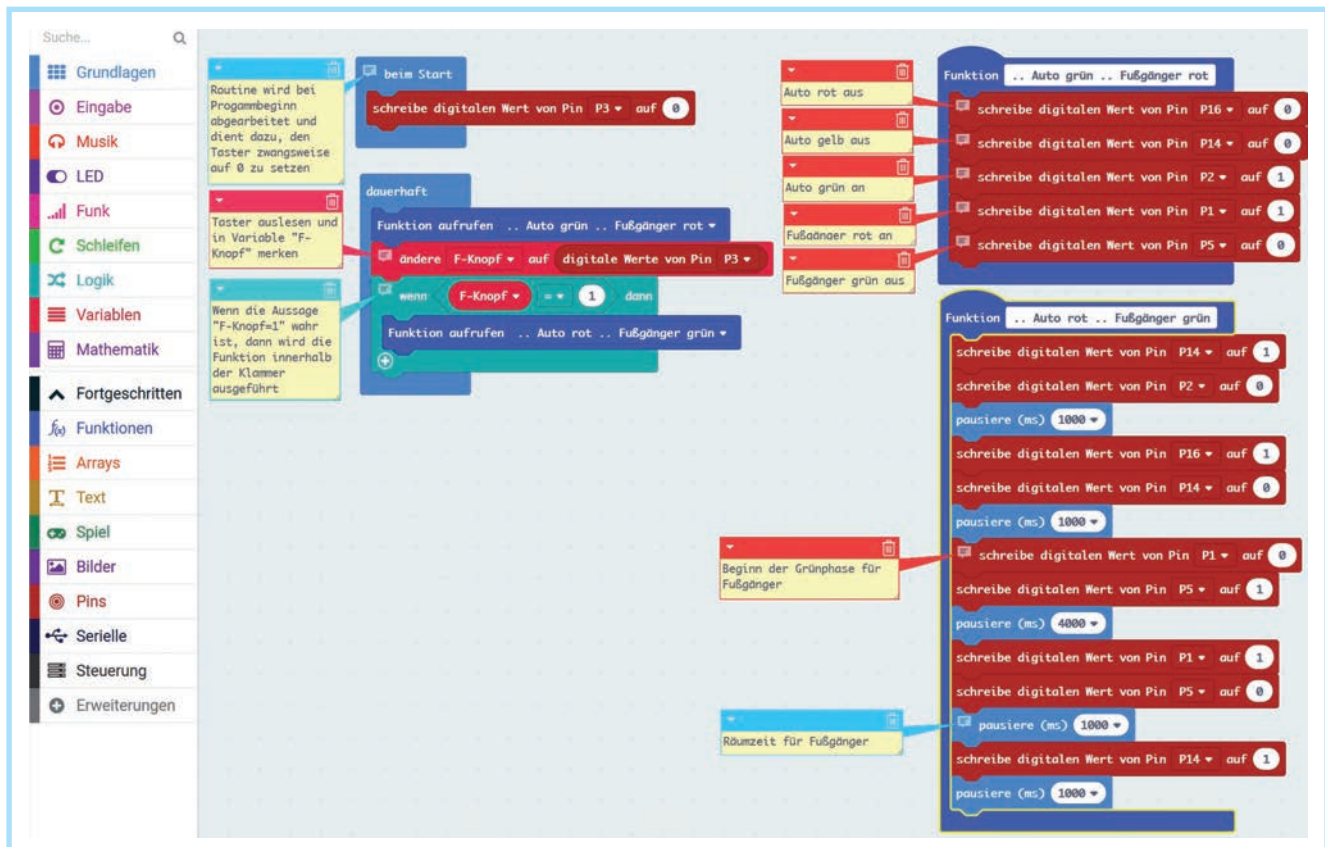 Suche...
Grundlagen
Eingabe
Musik
LED
Funk
Schleifen
Logik
Variablen
Mathematik
Fortgeschritten
Funktionen
Arrays
Text
Spiel
Bilder
Pins
Serielle
Steuerung
Erweiterungen
Routine wird bei
Progammbeginn
abgearbeitet und
dient dazu, den
Taster zwangsweise
auf 0 zu setzen
beim Start
schreibe digitalen Wert von Pin P3 auf 0
Taster auslesen und
in Variable "F-
Knopf" merken
Wenn die Aussage
"F-Knopf=1" wahr
ist, dann wird die
Funktion innerhalb
der Klammer
ausgeführt
dauerhaft
Funktion aufrufen .. Auto grün .. Fußgänger rot
ändere F-Knopf auf digitale Werte von Pin P3
wenn F-Knopf = 1 dann
Funktion aufrufen .. Auto rot .. Fußgänger grün
Auto rot aus
Auto gelb aus
Auto grün an
Fußgänger rot an
Fußgänger grün aus
Funktion .. Auto grün .. Fußgänger rot
schreibe digitalen Wert von Pin P16 auf 0
schreibe digitalen Wert von Pin P14 auf 0
schreibe digitalen Wert von Pin P2 auf 1
schreibe digitalen Wert von Pin P1 auf 1
schreibe digitalen Wert von Pin P5 auf 0
Funktion .. Auto rot .. Fußgänger grün
schreibe digitalen Wert von Pin P14 auf 1
schreibe digitalen Wert von Pin P2 auf 0
pausiere (ms) 1000
schreibe digitalen Wert von Pin P16 auf 1
schreibe digitalen Wert von Pin P14 auf 0
pausiere (ms) 1000
Beginn der Grünphase für
Fußgänger
schreibe digitalen Wert von Pin P1 auf 0
schreibe digitalen Wert von Pin P5 auf 1
pausiere (ms) 4000
schreibe digitalen Wert von Pin P1 auf 1
schreibe digitalen Wert von Pin P5 auf 0
Räumzeit für Fußgänger
pausiere (ms) 1000
schreibe digitalen Wert von Pin P14 auf 1
pausiere (ms) 1000